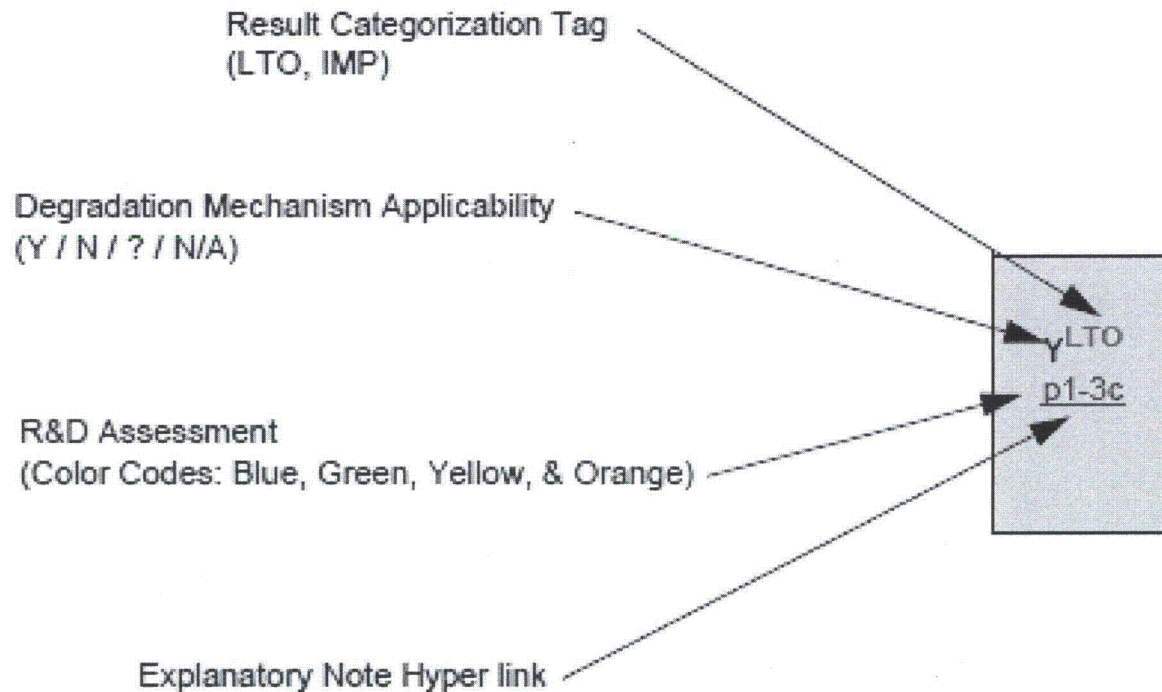 Result Categorization Tag
(LTO, IMP)
Degradation Mechanism Applicability
(Y / N / ? / N/A)
Y LTO
p1-3c
R&D Assessment
(Color Codes: Blue, Green, Yellow, & Orange)
Explanatory Note Hyper link